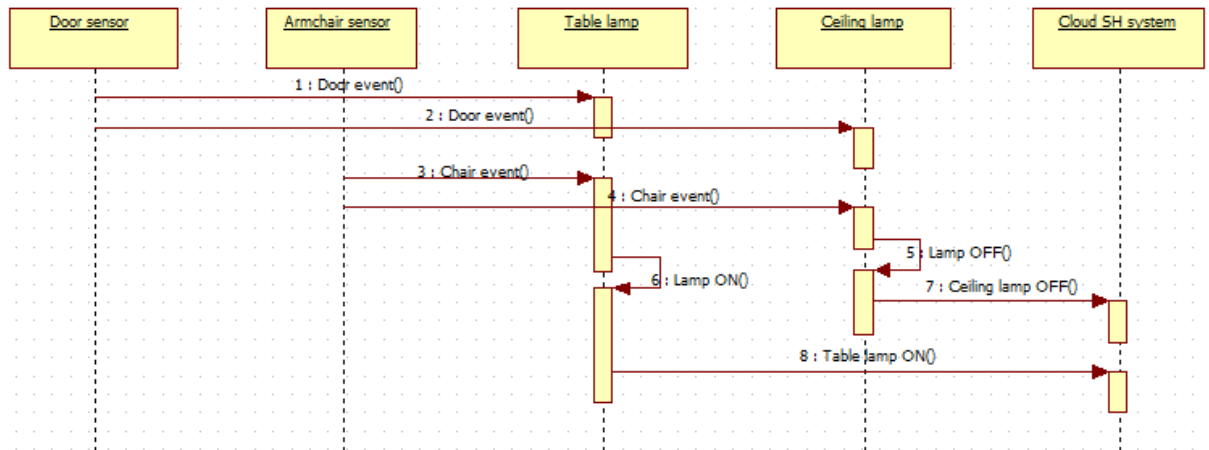 Door sensor
Armchair sensor
Table lamp
Ceiling lamp
Cloud SH system
1 : Door event()
2 : Door event()
3 : Chair event()
4 : Chair event()
5 : Lamp OFF()
6 : Lamp ON()
7 : Ceiling lamp OFF()
8 : Table lamp ON()